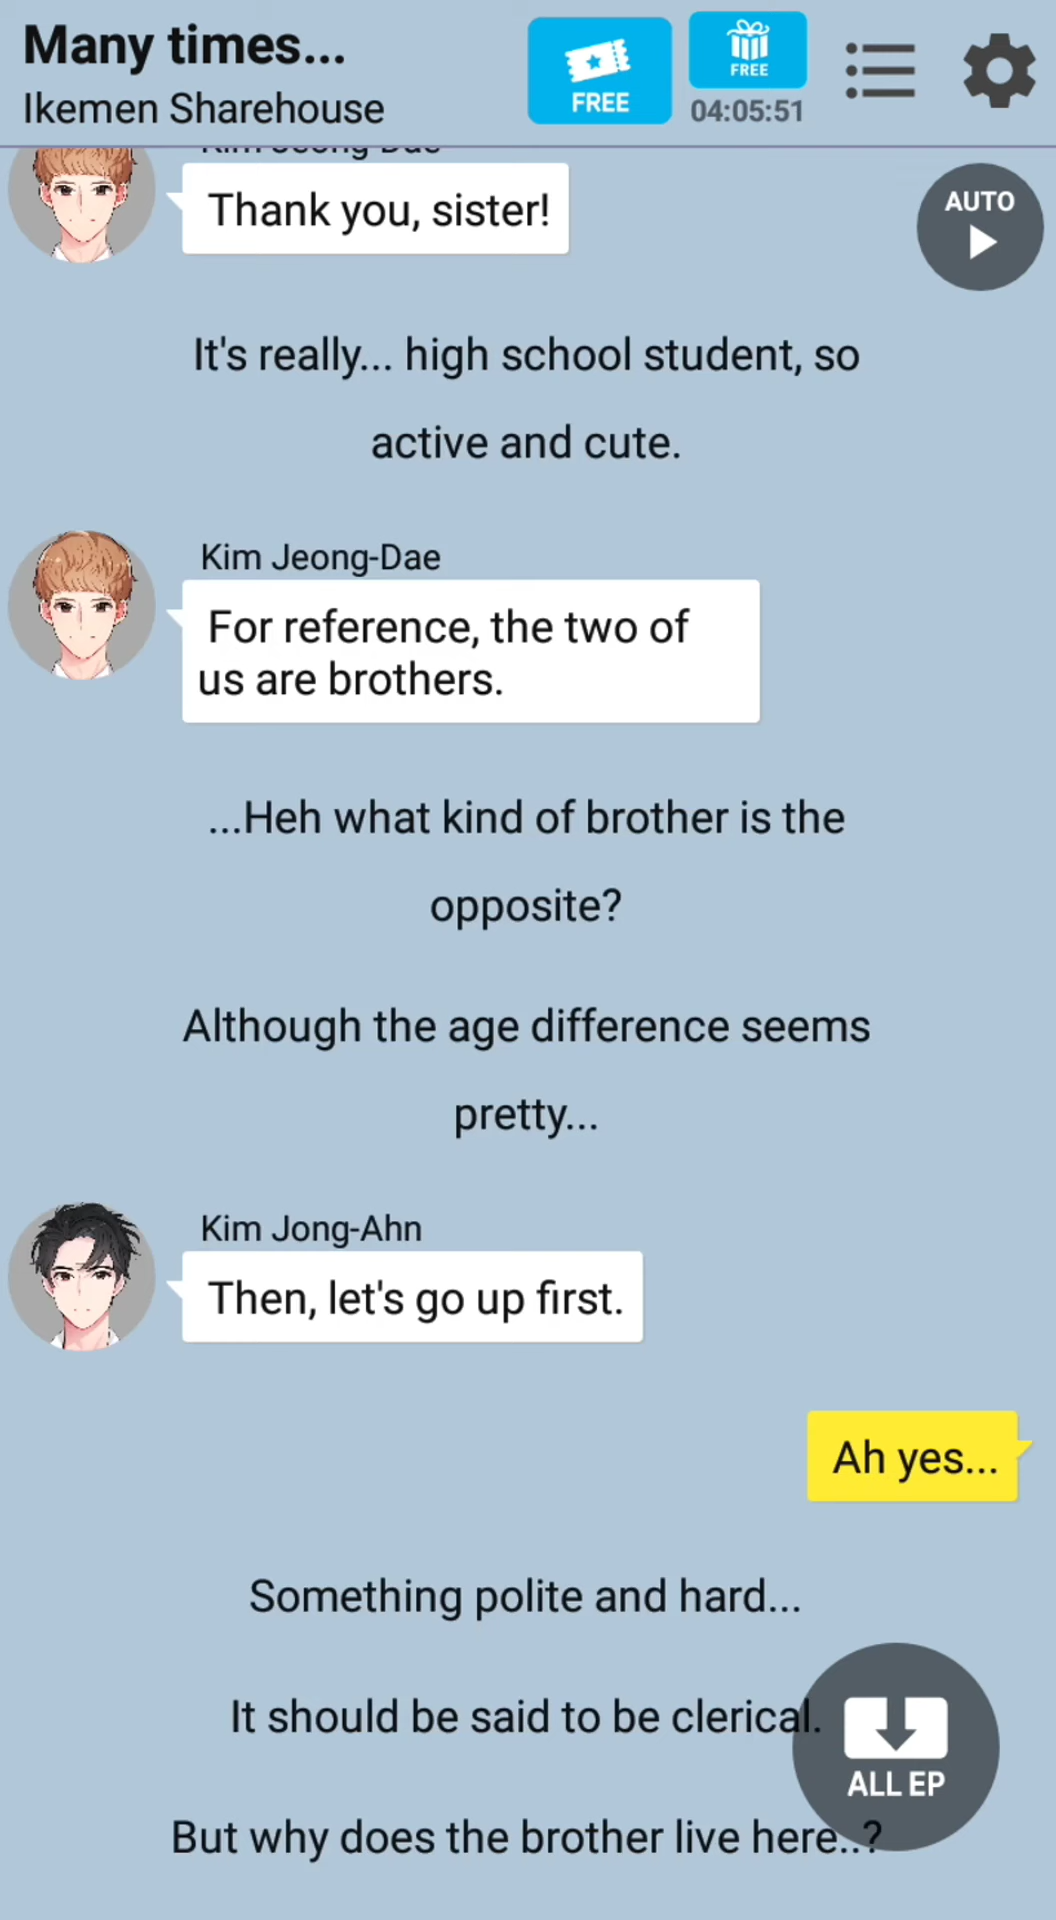 Many times...
Ikemen Sharehouse
FREE
FREE
04:05:51
Kim Jeong-Dae
Thank you, sister!
AUTO
It's really... high school student, so
active and cute.
Kim Jeong-Dae
For reference, the two of
us are brothers.
...Heh what kind of brother is the
opposite?
Although the age difference seems
pretty...
Kim Jong-Ahn
Then, let's go up first.
Ah yes...
Something polite and hard...
It should be said to be clerical.
ALL EP
But why does the brother live here..?